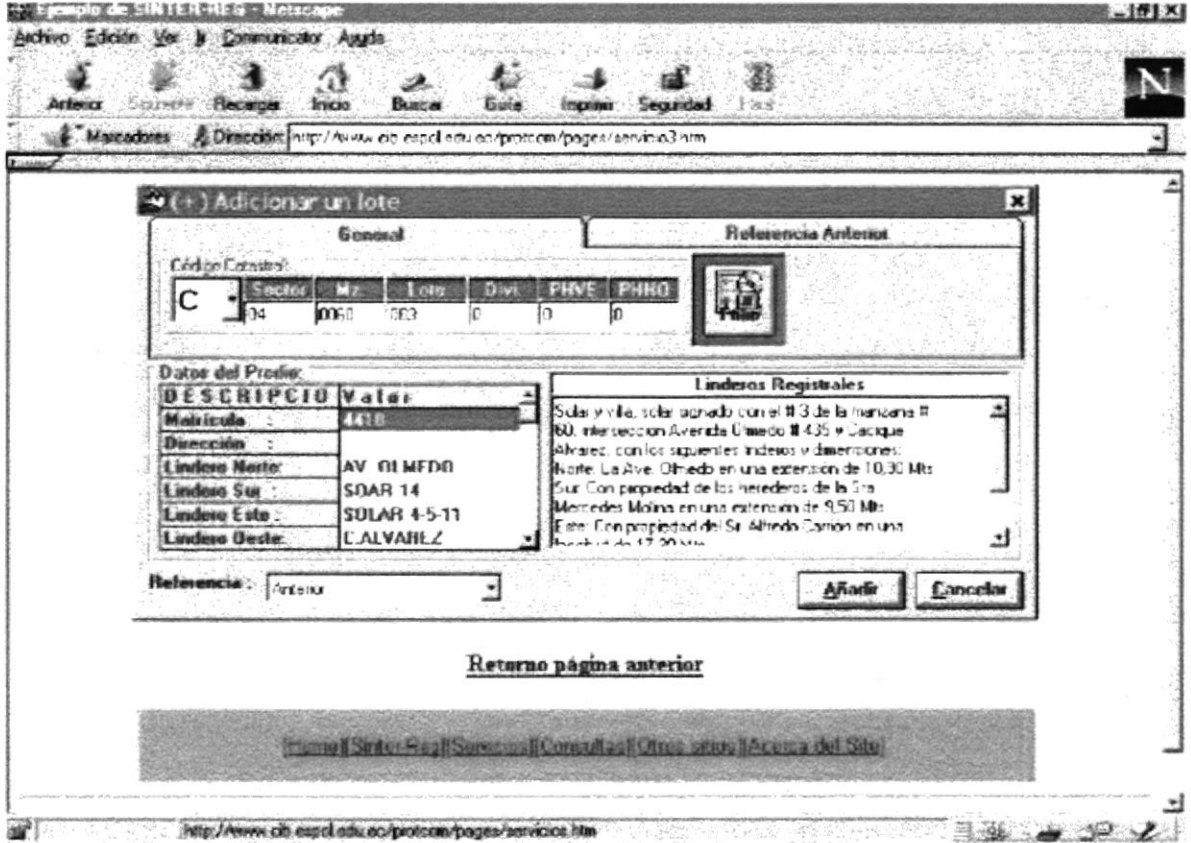 Ejemplo de SINTER-REG - Netscape
Archivo Edición Ver Ir Communicator Ayuda
Anterior Siguiente Recargar Inicio Buscar Guía Imprimir Seguridad
Marcadores Dirección: http://www.cib.espol.edu.ec/protcom/pages/servicio3.htm
(+) Adicionar un lote
General Referencia Anterior
Código Catastral:
C Sector Mz. Lote Divi. PHVE PHHO
04 0060 003 0 0 0
Folio
Datos del Predio:
DESCRIPCIO Valor
Matrícula : 4418
Dirección :
Lindero Norte: AV. OLMEDO
Lindero Sur : SOAR 14
Lindero Este : SOLAR 4-5-11
Lindero Oeste: C.ALVAREZ
Linderos Registrales
Solar y villa, solar signado con el # 3 de la manzana #
60, interseccion Avenida Olmedo # 435 y Cacique
Alvarez, con los siguientes linderos y dimensiones:
Norte: La Ave. Olmedo en una extensión de 10,30 Mts
Sur: Con propiedad de los herederos de la Sra
Mercedes Molina en una extensión de 9,50 Mts
Este: Con propiedad del Sr. Alfredo Carrion en una
longitud de 17,20 Mts
Referencia : Anterior
Añadir Cancelar
Retorno página anterior
[Home][Sinter-Reg][Servicios][Consultas][Otros sitios][Acerca del Site]
http://www.cib.espol.edu.ec/protcom/pages/servicios.htm